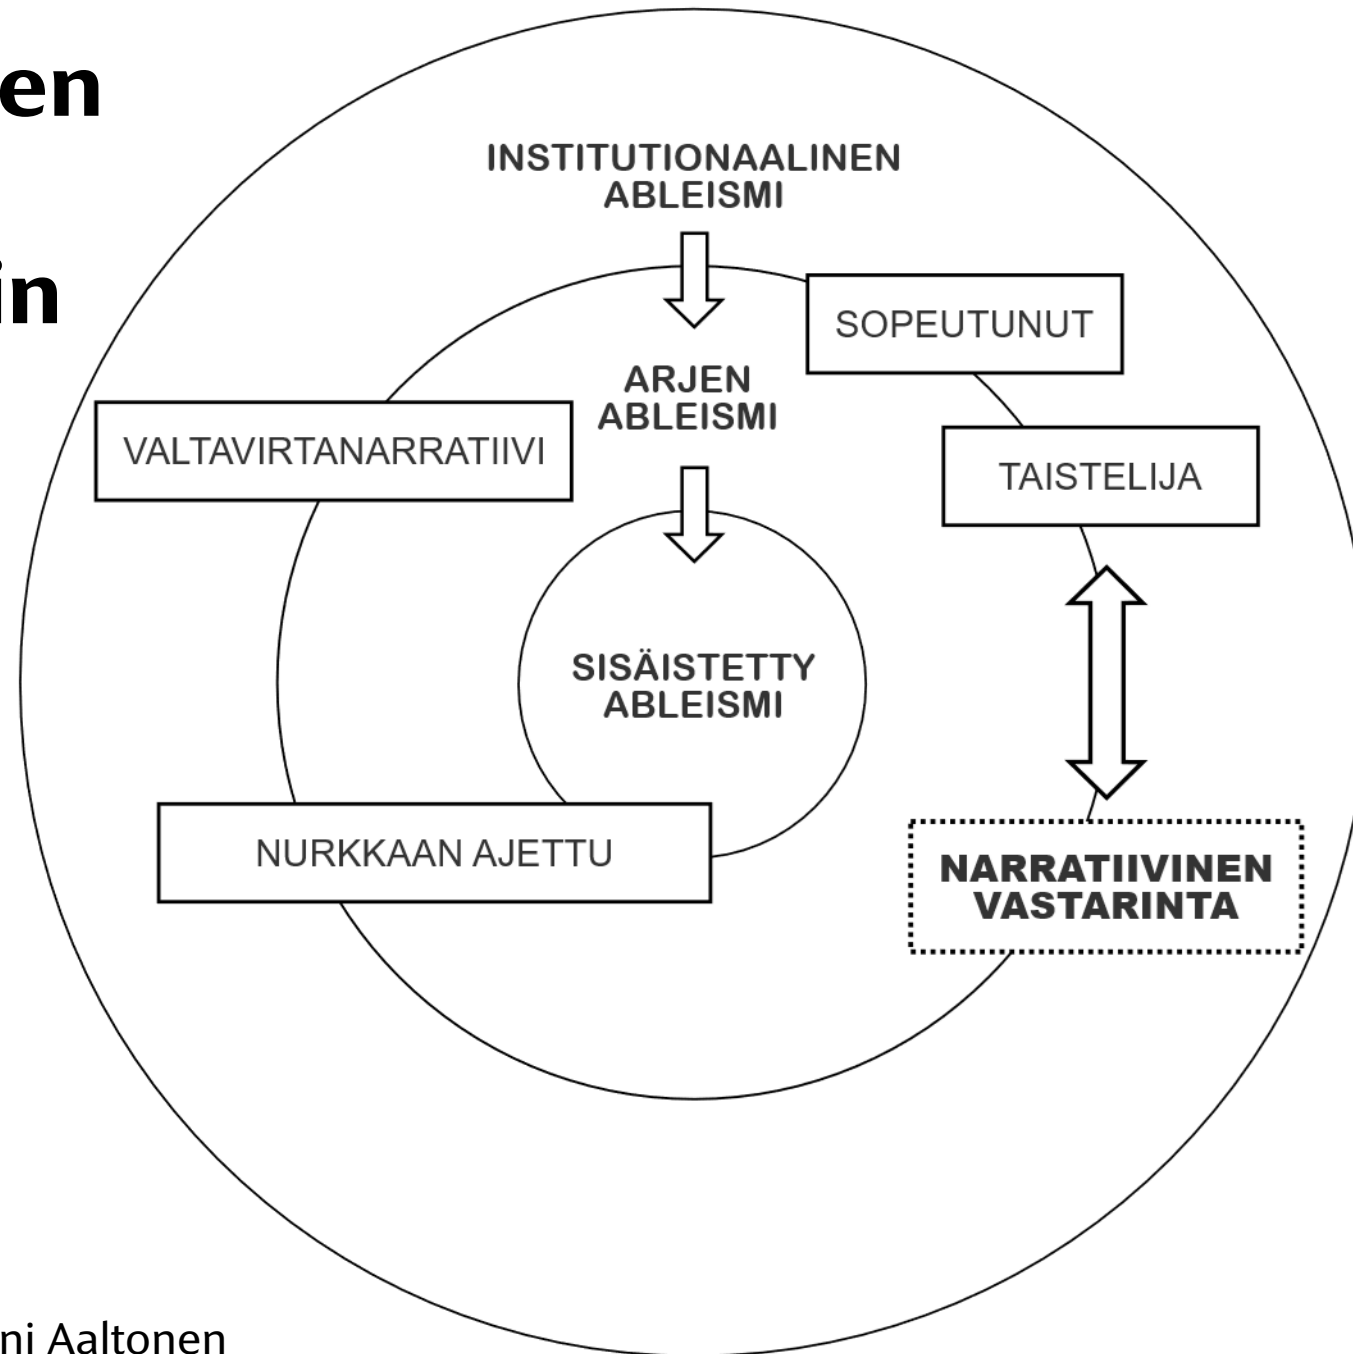 en
in
INSTITUTIONAALINEN
ABLEISMI
SOPEUTUNUT
ARJEN
ABLEISMI
VALTAVIRTANARRATIIVI
TAISTELIJA
SISÄISTETTY
ABLEISMI
NURKKAAN AJETTU
NARRATIIVINEN
VASTARINTA
ni Aaltonen